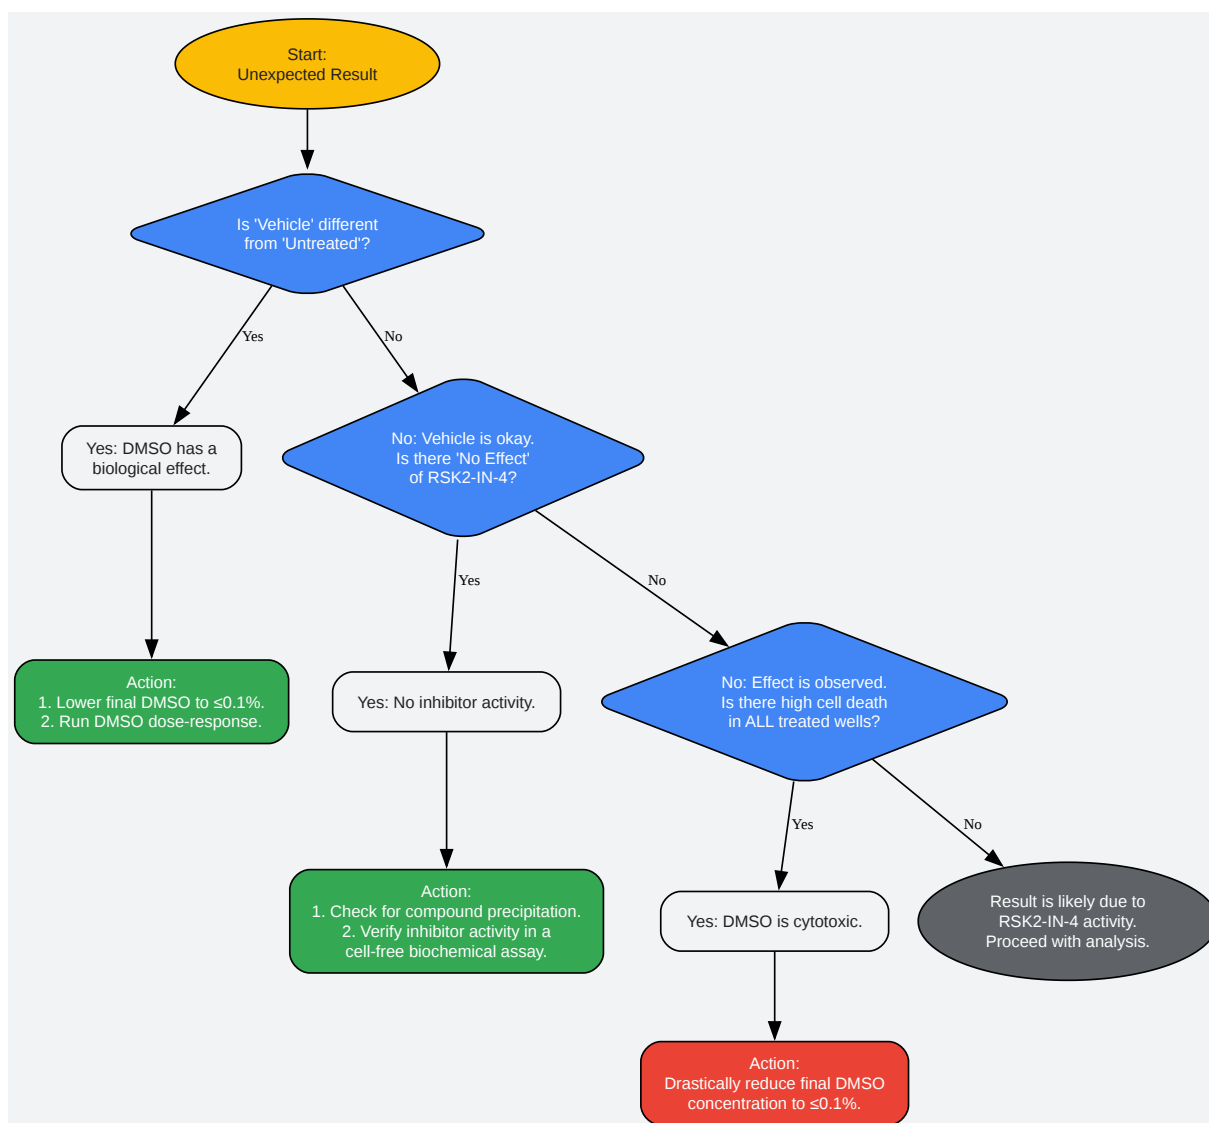 Start:
Unexpected Result
Is 'Vehicle' different
from 'Untreated'?
Yes
No
Yes: DMSO has a
biological effect.
No: Vehicle is okay.
Is there 'No Effect'
of RSK2-IN-4?
Yes
No
Action:
1. Lower final DMSO to ≤0.1%.
2. Run DMSO dose-response.
Yes: No inhibitor activity.
No: Effect is observed.
Is there high cell death
in ALL treated wells?
Yes
No
Action:
1. Check for compound precipitation.
2. Verify inhibitor activity in a
cell-free biochemical assay.
Yes: DMSO is cytotoxic.
Result is likely due to
RSK2-IN-4 activity.
Proceed with analysis.
Action:
Drastically reduce final DMSO
concentration to ≤0.1%.